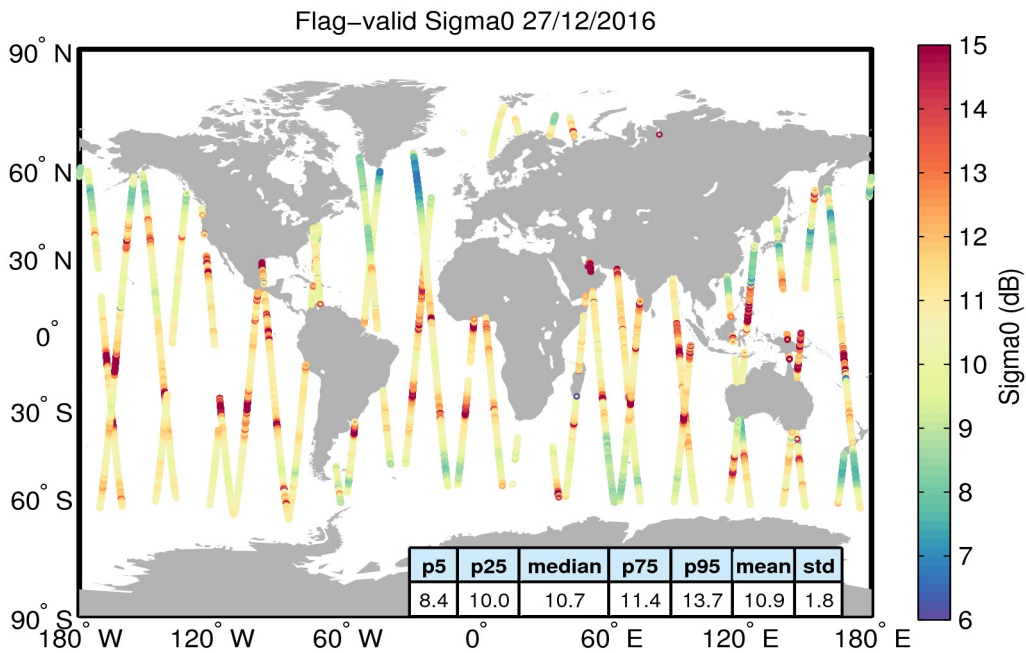 Flag−valid Sigma0 27/12/2016
90° N
60° N
30° N
0°
30° S
60° S
90° S
180° W
120° W
60° W
0°
60° E
120° E
180° E
p5 p25 median p75 p95 mean std
8.4 10.0 10.7 11.4 13.7 10.9 1.8
15
14
13
12
11
10
9
8
7
6
Sigma0 (dB)